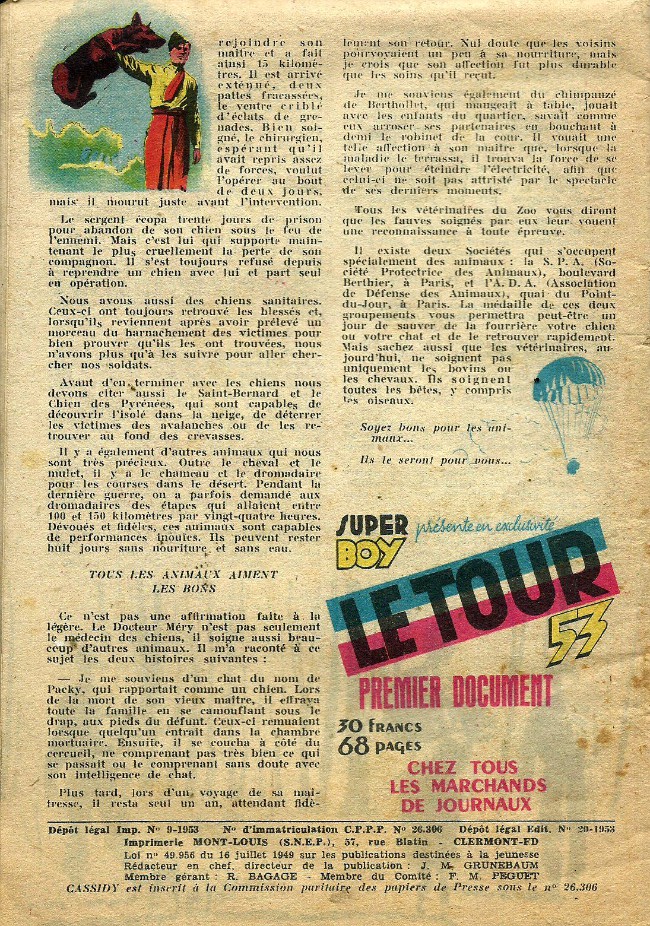 rejoindre son
maître et a fait
ainsi 15 kilomè-
tres. Il est arrivé
exténué, deux
pattes fracassées,
le ventre criblé
d'éclats de gre-
nades. Bien soi-
gné, le chirurgien,
espérant qu'il
avait repris assez
de forces, voulut
l'opérer au bout
de deux jours,
mais il mourut juste avant l'intervention.
Le sergent écopa trente jours de prison
pour abandon de son chien sous le feu de
l'ennemi. Mais c'est lui qui supporte main-
tenant le plus cruellement la perte de son
compagnon. Il s'est toujours refusé depuis
à reprendre un chien avec lui et part seul
en opération.
Nous avons aussi des chiens sanitaires.
Ceux-ci ont toujours retrouvé les blessés et,
lorsqu'ils reviennent après avoir prélevé un
morceau du harnachement des victimes pour
bien prouver qu'ils les ont trouvées, nous
n'avons plus qu'à les suivre pour aller cher-
cher nos soldats.
Avant d'en terminer avec les chiens nous
devons citer aussi le Saint-Bernard et le
Chien des Pyrénées, qui sont capables de
découvrir l'isolé dans la neige, de déterrer
les victimes des avalanches ou de les re-
trouver au fond des crevasses.
Il y a également d'autres animaux qui nous
sont très précieux. Outre le cheval et le
mulet, il y a le chameau et le dromadaire
pour les courses dans le désert. Pendant la
dernière guerre, on a parfois demandé aux
dromadaires des étapes qui allaient entre
100 et 150 kilomètres par vingt-quatre heures.
Dévoués et fidèles, ces animaux sont capables
de performances inouïes. Ils peuvent rester
huit jours sans nouriture et sans eau.
TOUS LES ANIMAUX AIMENT
LES BONS
Ce n'est pas une affirmation faite à la
légère. Le Docteur Méry n'est pas seulement
le médecin des chiens, il soigne aussi beau-
coup d'autres animaux. Il m'a raconté à ce
sujet les deux histoires suivantes :
— Je me souviens d'un chat du nom de
Packy, qui rapportait comme un chien. Lors
de la mort de son vieux maître, il effraya
toute la famille en se camouflant sous le
drap, aux pieds du défunt. Ceux-ci remuaient
lorsque quelqu'un entrait dans la chambre
mortuaire. Ensuite, il se coucha à côté du
cercueil, ne comprenant pas très bien ce qui
se passait ou le comprenant sans doute avec
son intelligence de chat.
Plus tard, lors d'un voyage de sa maî-
tresse, il resta seul un an, attendant fidè-
lement son retour. Nul doute que les voisins
pourvoyaient un peu à sa nourriture, mais
je crois que son affection fut plus durable
que les soins qu'il reçut.
Je me souviens également du chimpanzé
de Berthollet, qui mangeait à table, jouait
avec les enfants du quartier, savait comme
eux arroser ses partenaires en bouchant à
demi le robinet de la cour. Il vouait une
telle affection à son maître que, lorsque la
maladie le terrassa, il trouva la force de se
lever pour éteindre l'électricité, afin que
celui-ci ne soit pas attristé par le spectacle
de ses derniers moments.
Tous les vétérinaires du Zoo vous diront
que les fauves soignés par eux leur vouent
une reconnaissance à toute épreuve.
Il existe deux Sociétés qui s'occupent
spécialement des animaux : la S. P. A. (So-
ciété Protectrice des Animaux), boulevard
Berthier, à Paris, et l'A. D. A. (Association
de Défense des Animaux), quai du Point-
du-Jour, à Paris. La médaille de ces deux
groupements vous permettra peut-être un
jour de sauver de la fourrière votre chien
ou votre chat et de le retrouver rapidement.
Mais sachez aussi que les vétérinaires, au-
jourd'hui, ne soignent pas
uniquement les bovins ou
les chevaux. Ils soignent
toutes les bêtes, y compris
les oiseaux.
Soyez bons pour les ani-
maux...
Ils le seront pour vous...
SUPER
BOY
présente en exclusivité
LE TOUR
53
PREMIER DOCUMENT
30 FRANCS
68 PAGES
CHEZ TOUS
LES MARCHANDS
DE JOURNAUX
Dépôt légal Imp. Nº 9-1953 Nº d'immatriculation C.P.P.P. Nº 26.306 Dépôt légal Edit. Nº 20-1953
Imprimerie MONT-LOUIS (S.N.E.P.), 57, rue Blatin - CLERMONT-FD
Loi nº 49.956 du 16 juillet 1949 sur les publications destinées à la jeunesse
Rédacteur en chef, directeur de la publication : J. M. GRUNEBAUM
Membre gérant : R. BAGAGE - Membre du Comité : F. M. PEGUET
CASSIDY est inscrit à la Commission paritaire des papiers de Presse sous le nº 26.306